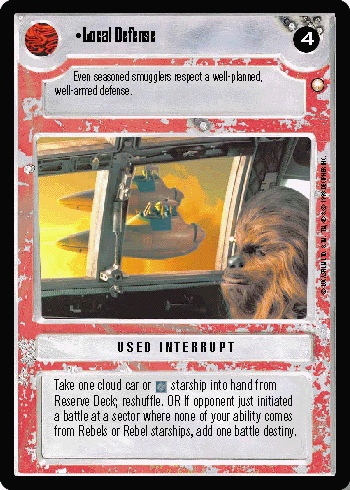 •Local Defense
4
Even seasoned smugglers respect a well-planned,
well-armed defense.
USED INTERRUPT
Take one cloud car or starship into hand from
Reserve Deck; reshuffle. OR If opponent just initiated
a battle at a sector where none of your ability comes
from Rebels or Rebel starships, add one battle destiny.